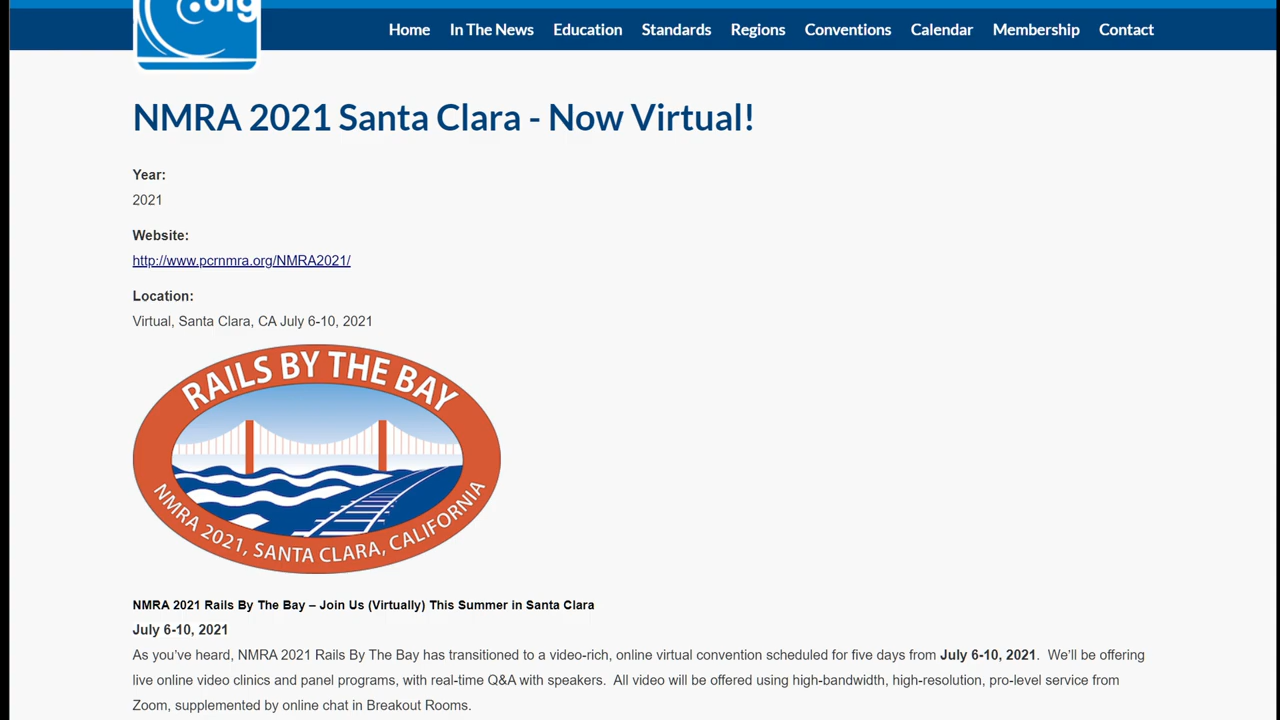 .org
Home In The News Education Standards Regions Conventions Calendar Membership Contact
NMRA 2021 Santa Clara - Now Virtual!
Year:
2021
Website:
http://www.pcrnmra.org/NMRA2021/
Location:
Virtual, Santa Clara, CA July 6-10, 2021
RAILS BY THE BAY
NMRA 2021, SANTA CLARA, CALIFORNIA
NMRA 2021 Rails By The Bay – Join Us (Virtually) This Summer in Santa Clara
July 6-10, 2021
As you’ve heard, NMRA 2021 Rails By The Bay has transitioned to a video-rich, online virtual convention scheduled for five days from July 6-10, 2021.  We’ll be offering
live online video clinics and panel programs, with real-time Q&A with speakers.  All video will be offered using high-bandwidth, high-resolution, pro-level service from
Zoom, supplemented by online chat in Breakout Rooms.